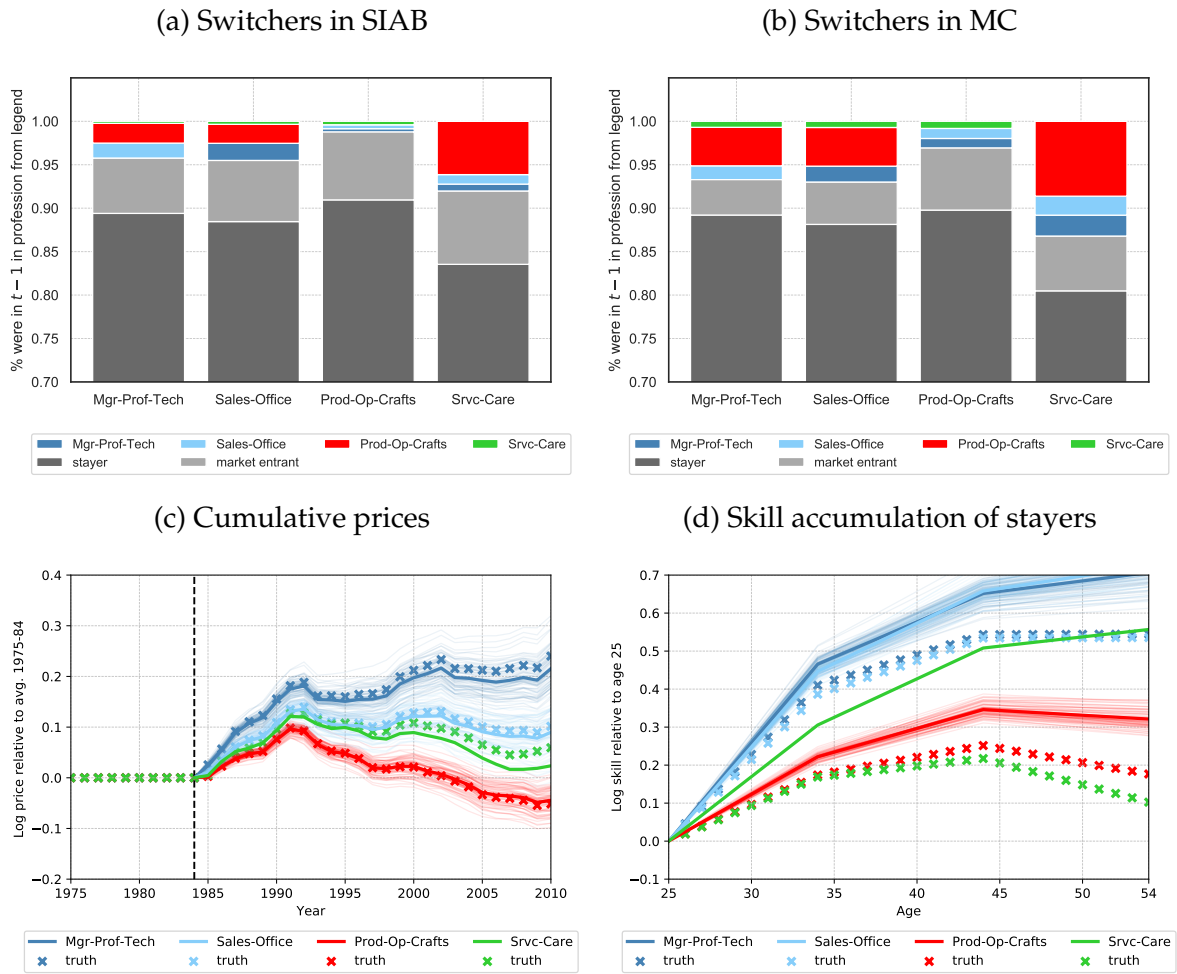 (a) Switchers in SIAB
(b) Switchers in MC
% were in t − 1 in profession from legend
1.00
0.95
0.90
0.85
0.80
0.75
0.70
Mgr-Prof-Tech Sales-Office Prod-Op-Crafts Srvc-Care
Mgr-Prof-Tech Sales-Office Prod-Op-Crafts Srvc-Care
stayer market entrant
% were in t − 1 in profession from legend
1.00
0.95
0.90
0.85
0.80
0.75
0.70
Mgr-Prof-Tech Sales-Office Prod-Op-Crafts Srvc-Care
Mgr-Prof-Tech Sales-Office Prod-Op-Crafts Srvc-Care
stayer market entrant
(c) Cumulative prices
(d) Skill accumulation of stayers
Log price relative to avg. 1975-84
0.4
0.3
0.2
0.1
0.0
−0.1
−0.2
1975 1980 1985 1990 1995 2000 2005 2010
Year
Mgr-Prof-Tech Sales-Office Prod-Op-Crafts Srvc-Care
truth truth truth truth
Log skill relative to age 25
0.7
0.6
0.5
0.4
0.3
0.2
0.1
0.0
−0.1
25 30 35 40 45 50 54
Age
Mgr-Prof-Tech Sales-Office Prod-Op-Crafts Srvc-Care
truth truth truth truth